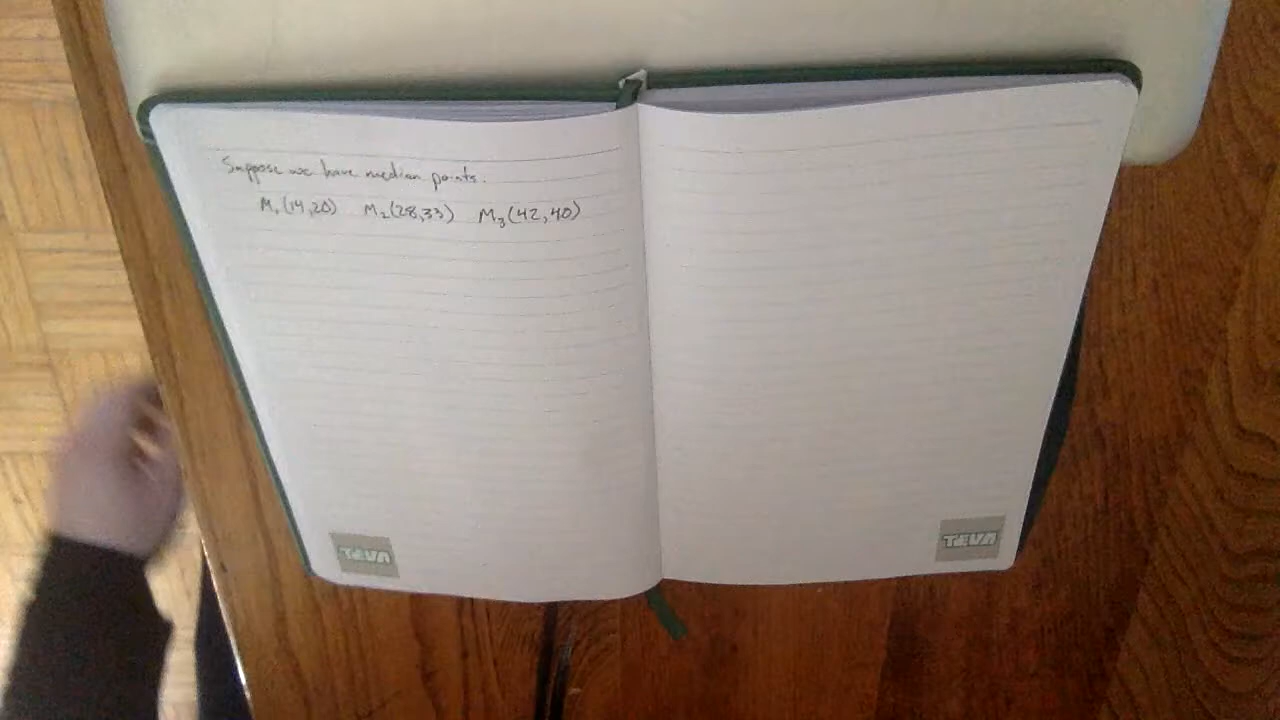 Suppose we have median points.
M₁(14,20) M₂(28,33) M₃(42,40)
TEVA TEVA